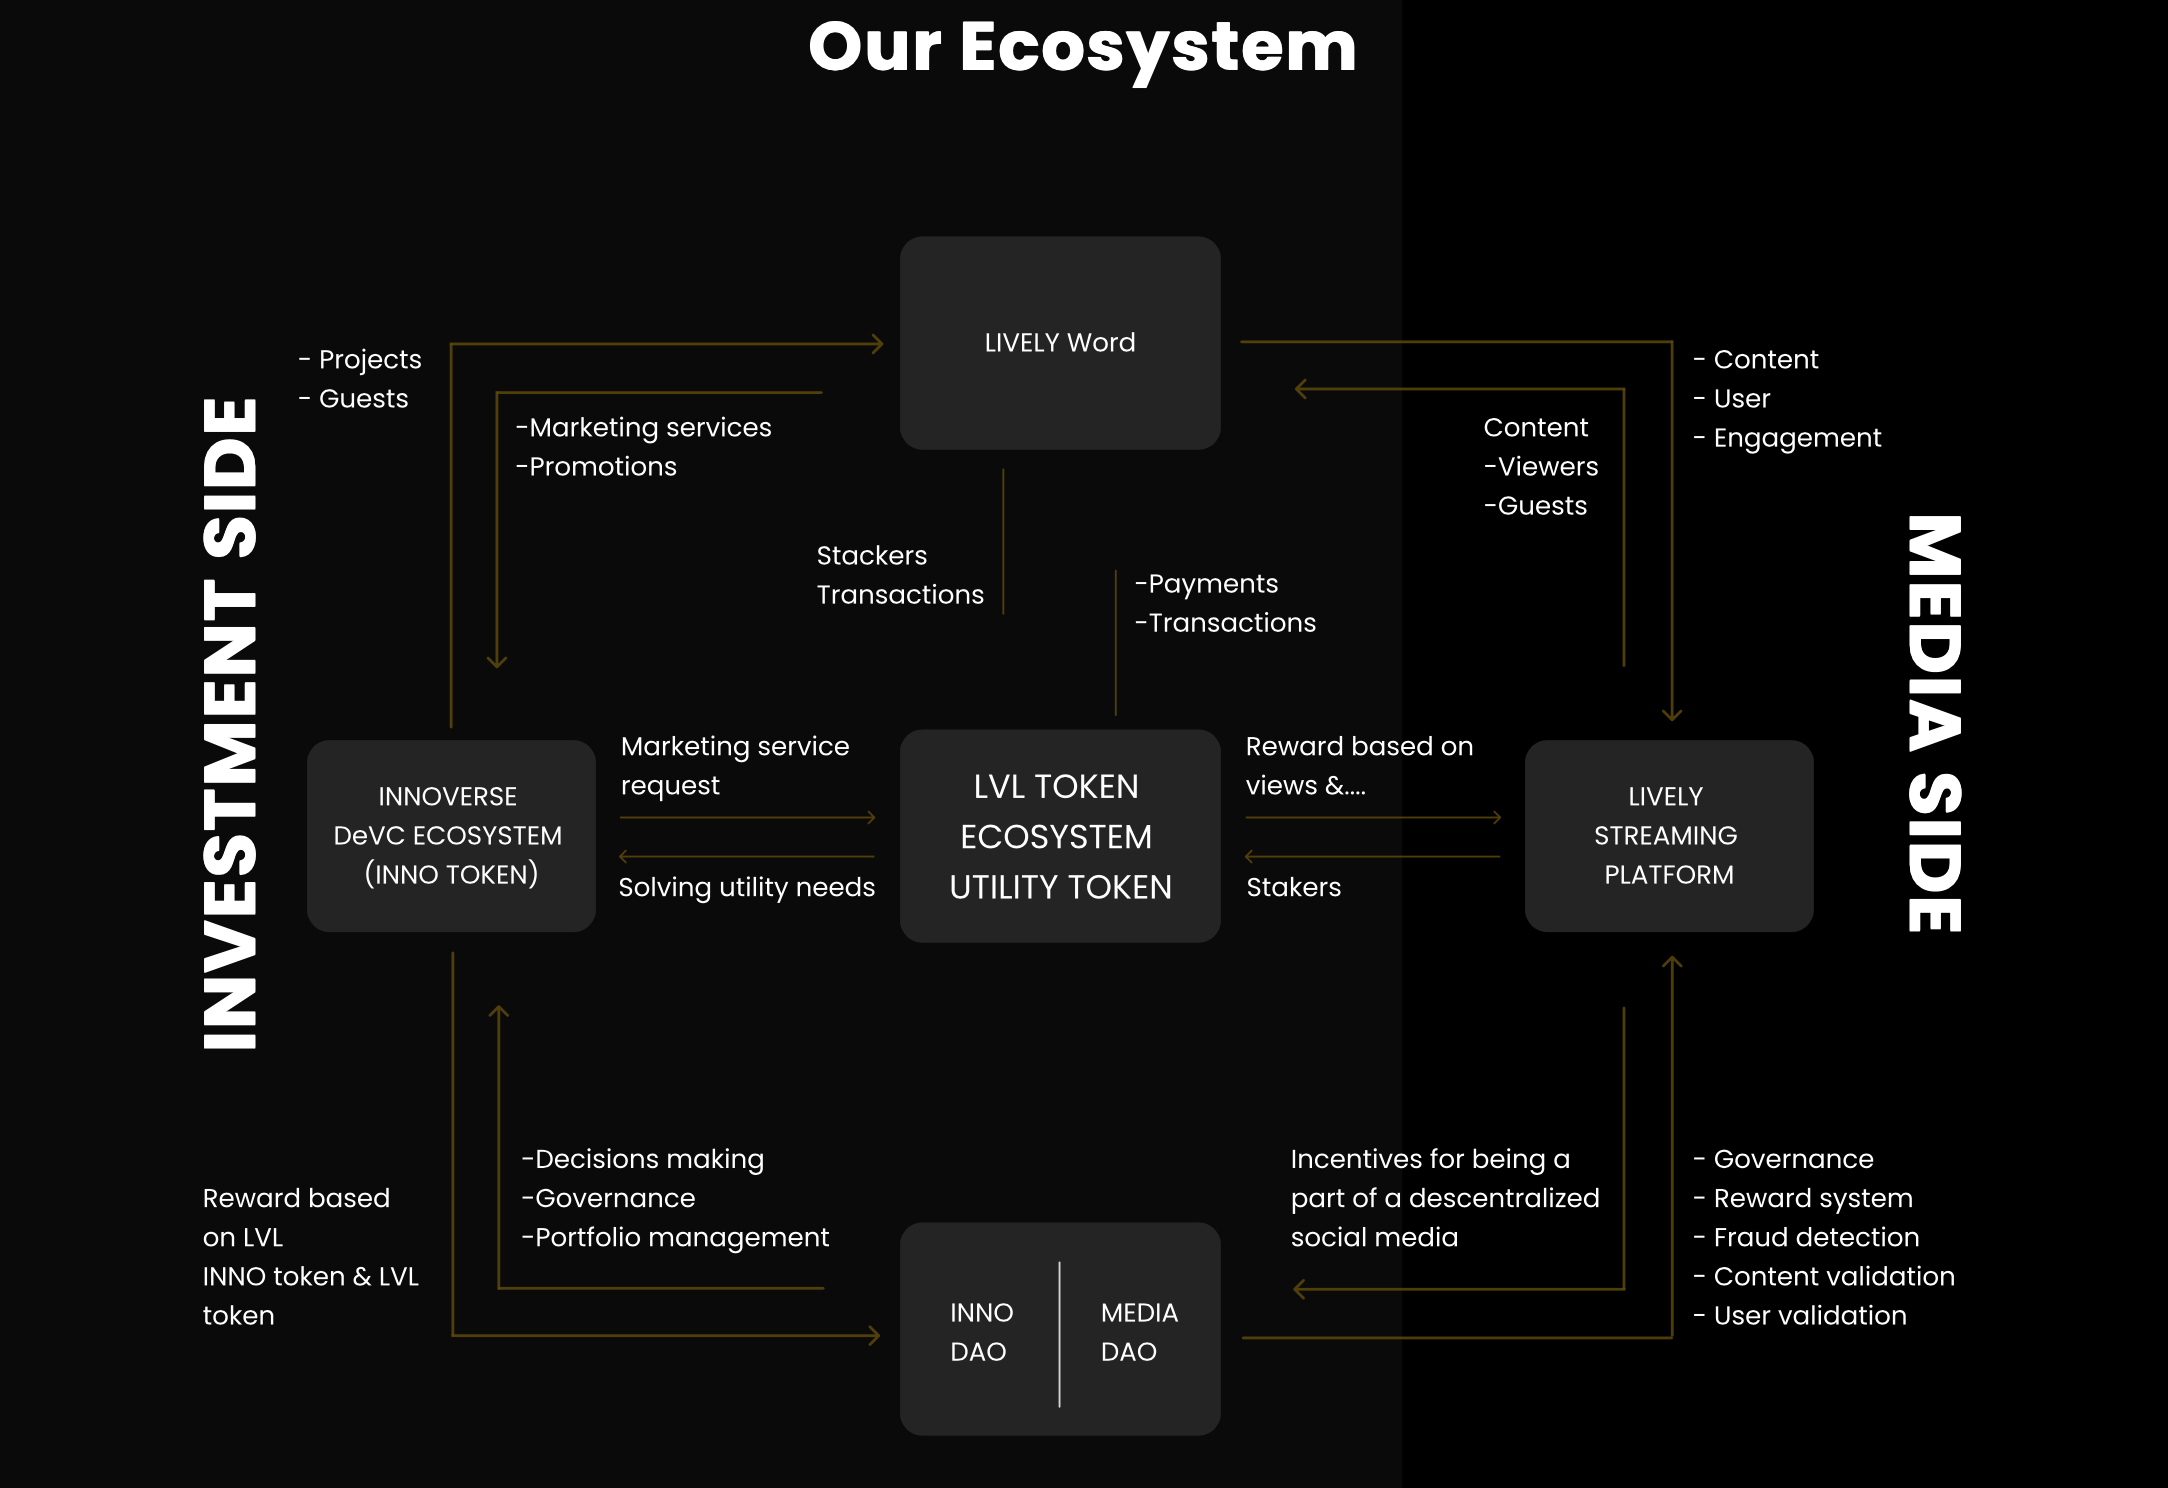 Our Ecosystem
LIVELY Word
- Projects
- Guests
-Marketing services
-Promotions
- Content
- User
- Engagement
Content
-Viewers
-Guests
INVESTMENT SIDE
MEDIA SIDE
Stackers
Transactions
-Payments
-Transactions
INNOVERSE
DeVC ECOSYSTEM
(INNO TOKEN)
Marketing service
request
Solving utility needs
LVL TOKEN
ECOSYSTEM
UTILITY TOKEN
Reward based on
views &....
Stakers
LIVELY
STREAMING
PLATFORM
Reward based
on LVL
INNO token & LVL
token
-Decisions making
-Governance
-Portfolio management
INNO
DAO
MEDIA
DAO
Incentives for being a
part of a descentralized
social media
- Governance
- Reward system
- Fraud detection
- Content validation
- User validation